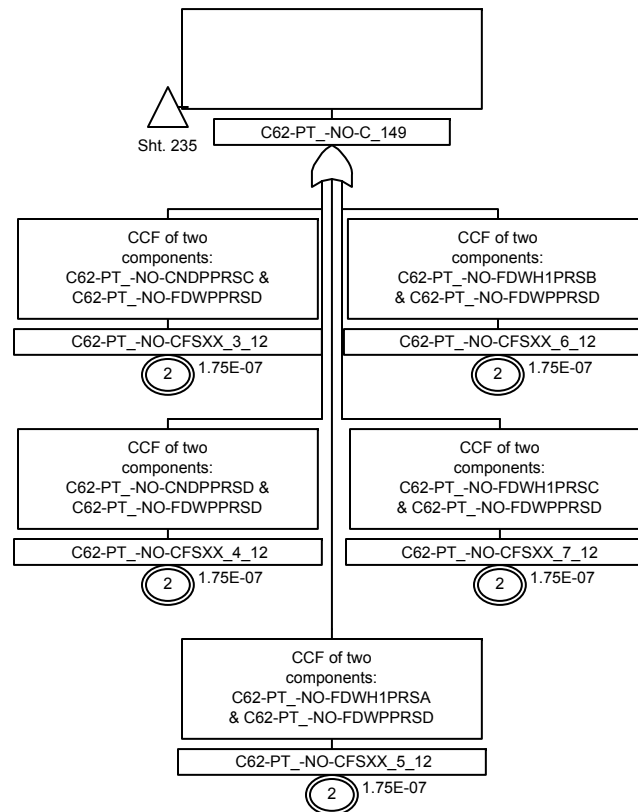 Sht. 235
C62-PT_-NO-C_149
CCF of two
components:
C62-PT_-NO-CNDPPRSC &
C62-PT_-NO-FDWPPRSD
C62-PT_-NO-CFSXX_3_12
2
1.75E-07
CCF of two
components:
C62-PT_-NO-FDWH1PRSB
& C62-PT_-NO-FDWPPRSD
C62-PT_-NO-CFSXX_6_12
2
1.75E-07
CCF of two
components:
C62-PT_-NO-CNDPPRSD &
C62-PT_-NO-FDWPPRSD
C62-PT_-NO-CFSXX_4_12
2
1.75E-07
CCF of two
components:
C62-PT_-NO-FDWH1PRSC
& C62-PT_-NO-FDWPPRSD
C62-PT_-NO-CFSXX_7_12
2
1.75E-07
CCF of two
components:
C62-PT_-NO-FDWH1PRSA
& C62-PT_-NO-FDWPPRSD
C62-PT_-NO-CFSXX_5_12
2
1.75E-07